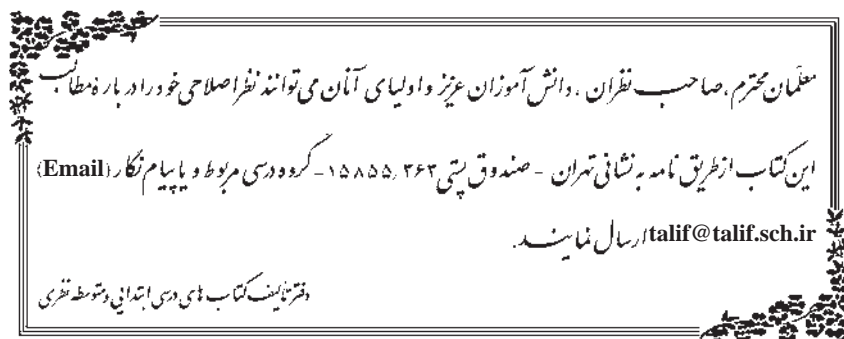 معلّمان محترم، صاحب نظران، دانش آموزان عزیز و اولیای آنان می توانند نظر اصلاحی خود را در بارهٔ مطالب
این کتاب از طریق نامه به نشانی تهران - صندوق پستی ۱۵۸۵۵/۳۶۳ - گروه درسی مربوط و یا پیام نگار (Email)
talif@talif.sch.ir ارسال نمایند.
دفتر تألیف کتاب های درسی ابتدایی و متوسطه نظری